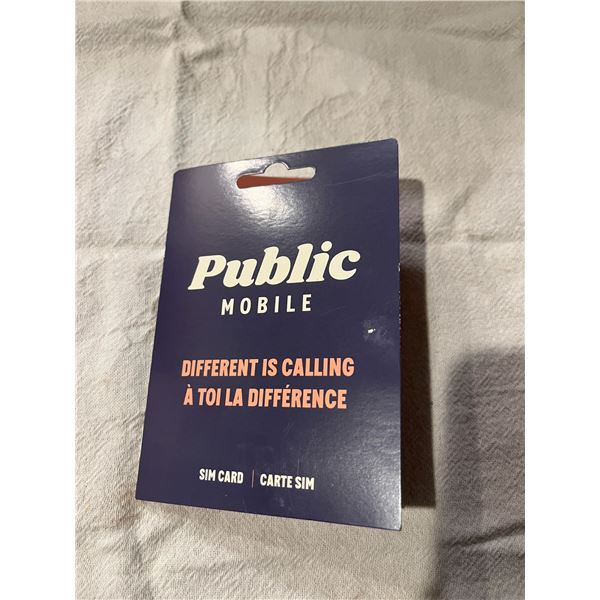 Public
MOBILE
DIFFERENT IS CALLING
À TOI LA DIFFÉRENCE
SIM CARD | CARTE SIM